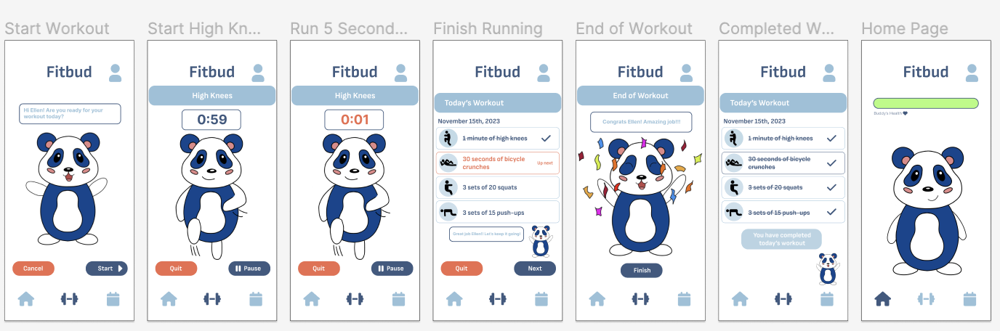 Start Workout
Fitbud
Hi Ellen! Are you ready for your
workout today?
Cancel
Start
Start High Kn...
Fitbud
High Knees
0:59
Quit
Pause
Run 5 Second...
Fitbud
High Knees
0:01
Quit
Pause
Finish Running
Fitbud
Today's Workout
November 15th, 2023
1 minute of high knees
30 seconds of bicycle
crunches
Up next
3 sets of 20 squats
3 sets of 15 push-ups
Great job Ellen!! Let's keep it going!
Quit
Next
End of Workout
Fitbud
End of Workout
Congrats Ellen! Amazing job!!!
Finish
Completed W...
Fitbud
Today's Workout
November 15th, 2023
1 minute of high knees
30 seconds of bicycle
crunches
3 sets of 20 squats
3 sets of 15 push-ups
You have completed
today's workout
Home Page
Fitbud
Buddy's Health